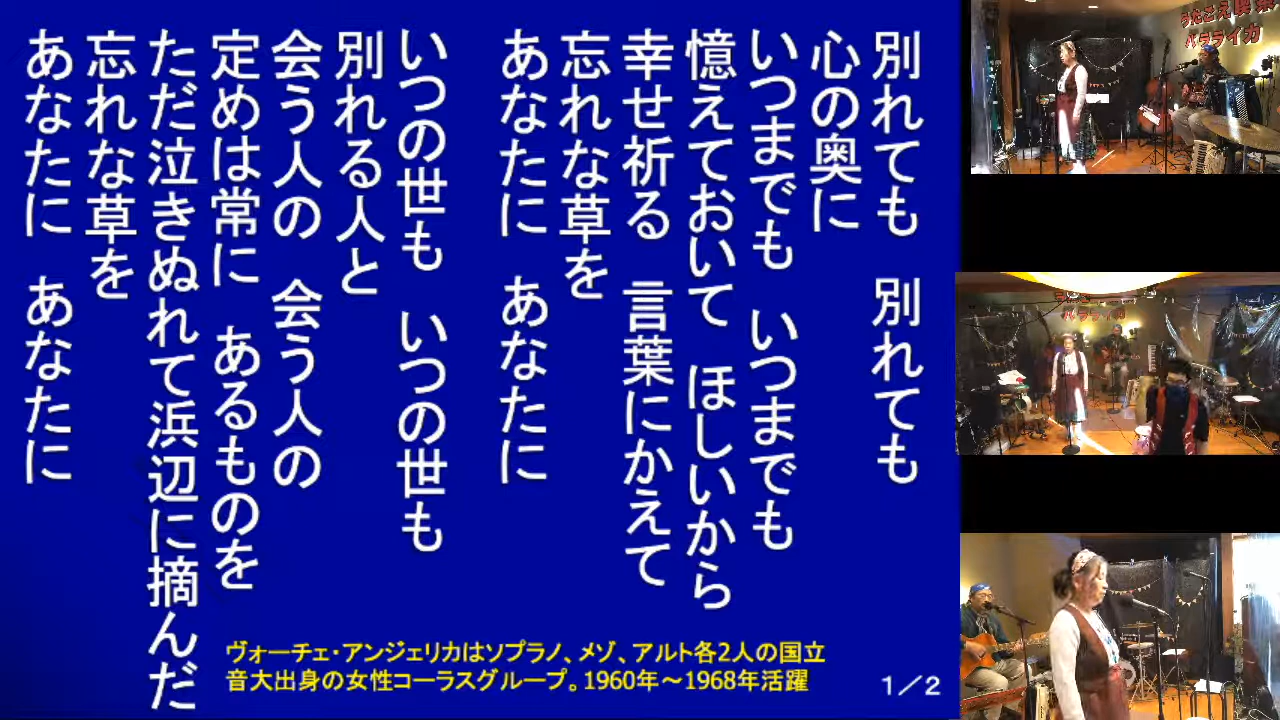 別れても 別れても
心の奥に
いつまでも いつまでも
憶えておいて ほしいから
幸せ祈る 言葉にかえて
忘れな草を
あなたに あなたに
いつの世も いつの世も
別れる人と
会う人の 会う人の
定めは常に あるものを
ただ泣きぬれて浜辺に摘んだ
忘れな草を
あなたに あなたに
ヴォーチェ・アンジェリカはソプラノ、メゾ、アルト各2人の国立
音大出身の女性コーラスグループ。1960年～1968年活躍
1／2
バラライカ